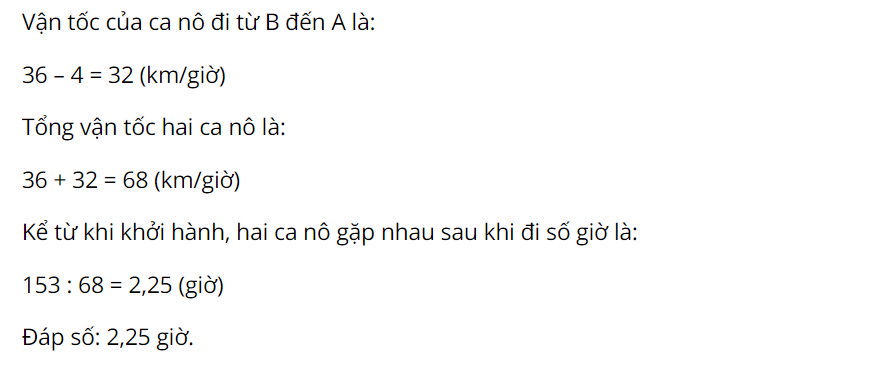 Vận tốc của ca nô đi từ B đến A là:
36 – 4 = 32 (km/giờ)
Tổng vận tốc hai ca nô là:
36 + 32 = 68 (km/giờ)
Kể từ khi khởi hành, hai ca nô gặp nhau sau khi đi số giờ là:
153 : 68 = 2,25 (giờ)
Đáp số: 2,25 giờ.